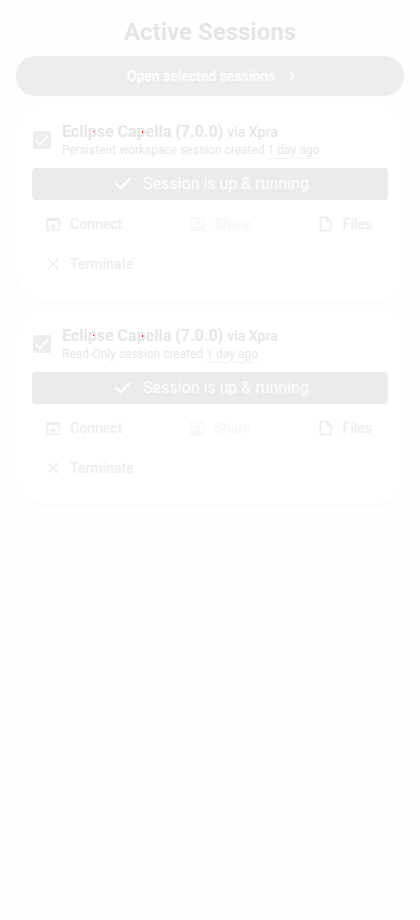 Active Sessions
Open selected sessions
Eclipse Capella (7.0.0) via Xpra
Persistent workspace session created 1 day ago
Session is up & running
Connect Share Files
Terminate
Eclipse Capella (7.0.0) via Xpra
Read-Only session created 1 day ago
Session is up & running
Connect Share Files
Terminate